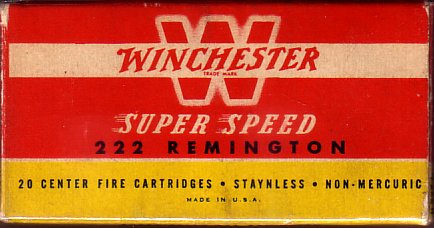 WINCHESTER
TRADE MARK
W
SUPER SPEED
222 REMINGTON
20 CENTER FIRE CARTRIDGES • STAYNLESS • NON-MERCURIC
MADE IN U.S.A.